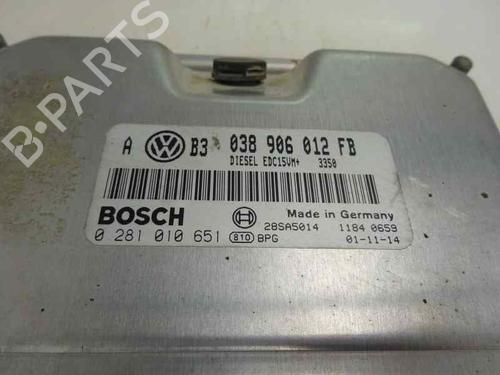 A B3 038 906 012 FB
DIESEL EDC15VM+ 3350
BOSCH
Made in Germany
28SA5014 1184 0659
0 281 010 651 810 BPG 01-11-14
B-PARTS